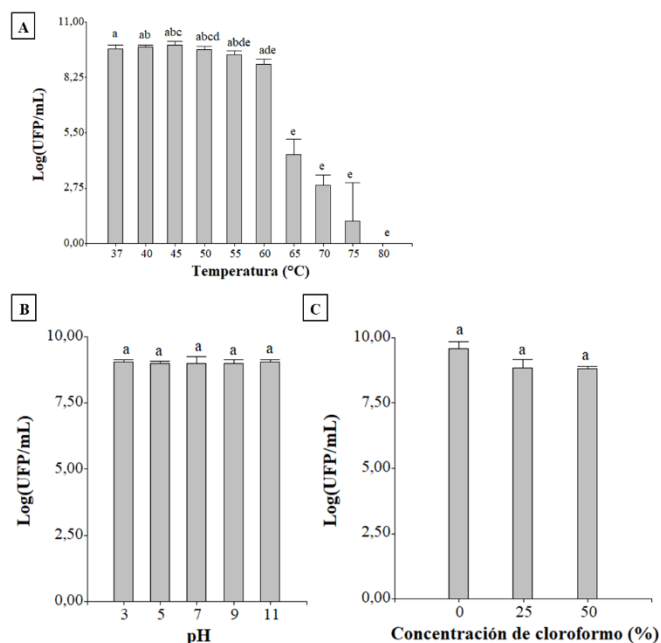 A
Log(UFP/mL)
11,00
8,25
5,50
2,75
0,00
a ab abc abcd abde ade e e e e
37 40 45 50 55 60 65 70 75 80
Temperatura (°C)
B
Log(UFP/mL)
10,00
7,50
5,00
2,50
0,00
a a a a a
3 5 7 9 11
pH
C
Log(UFP/mL)
10,00
7,50
5,00
2,50
0,00
a a a
0 25 50
Concentración de cloroformo (%)